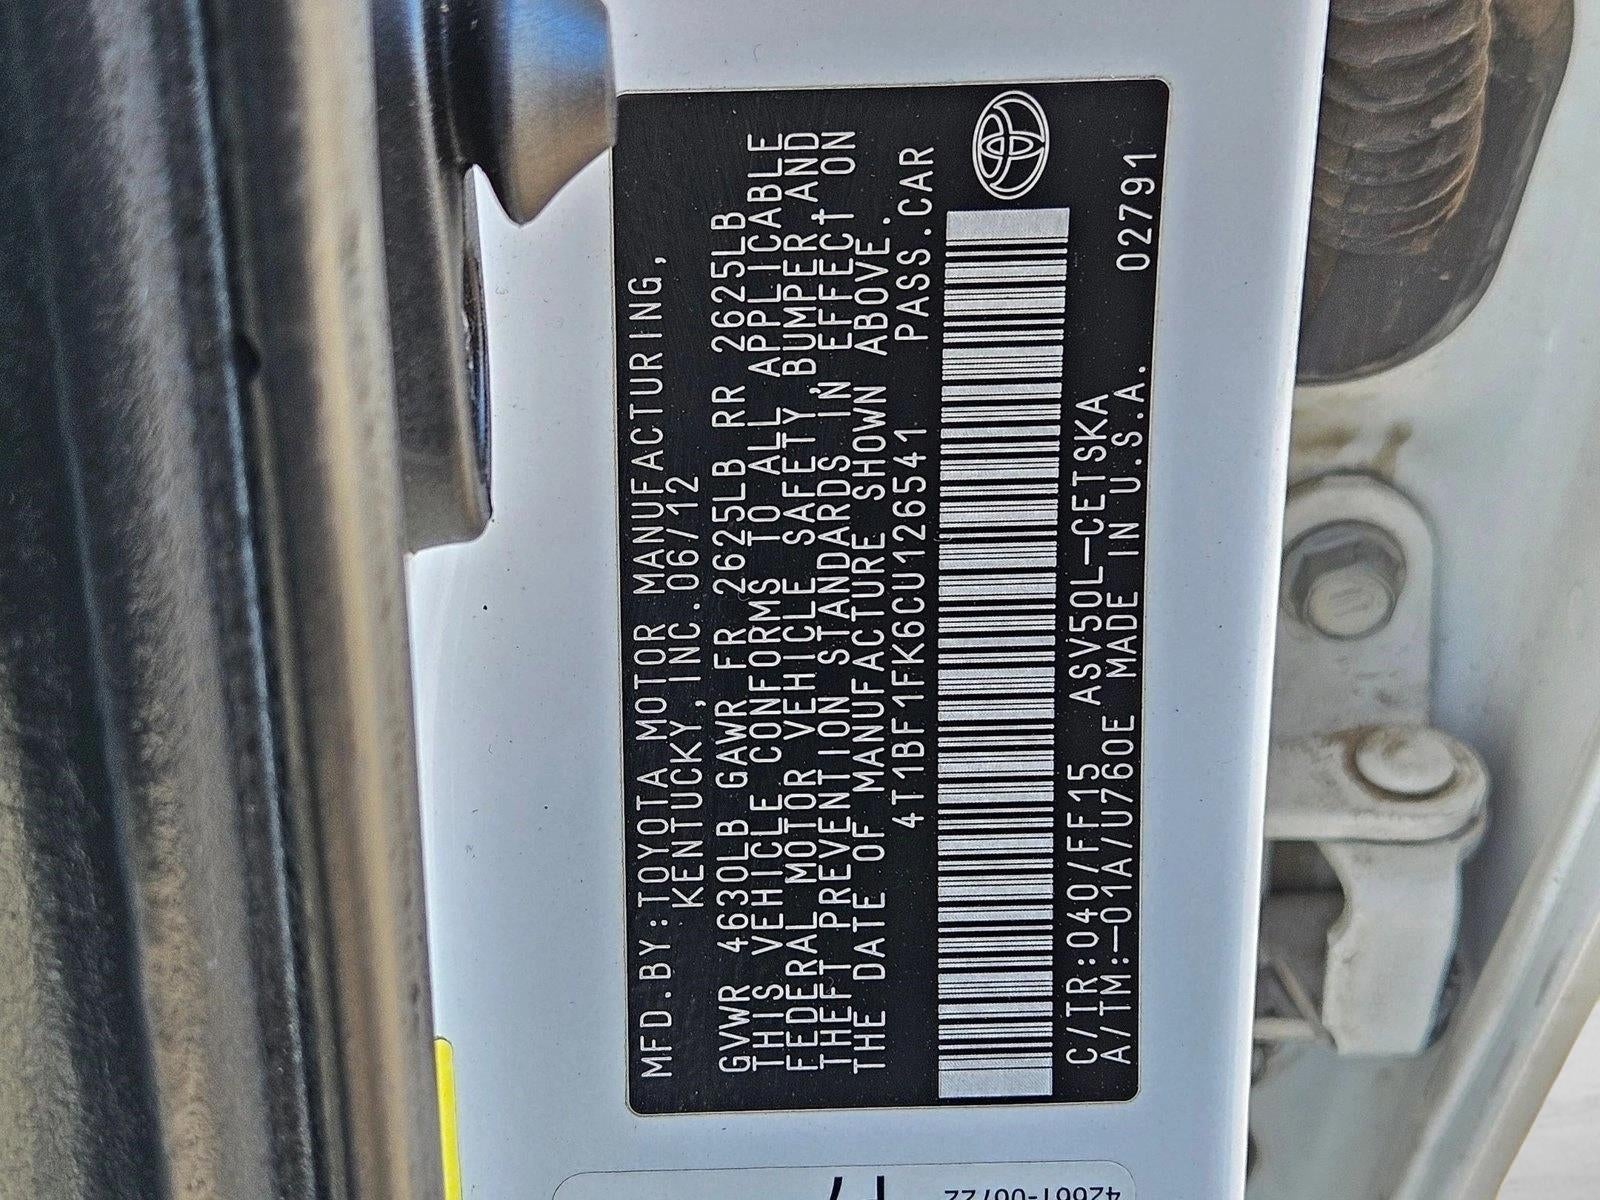 MFD.BY:TOYOTA MOTOR MANUFACTURING,
KENTUCKY,INC.06/12
GVWR 4630LB GAWR FR 2625LB RR 2625LB
THIS VEHICLE CONFORMS TO ALL APPLICABLE
FEDERAL MOTOR VEHICLE SAFETY,BUMPER,AND
THEFT PREVENTION STANDARDS IN EFFECT ON
THE DATE OF MANUFACTURE SHOWN ABOVE.
4T1BF1FK6CU126541 PASS.CAR
C/TR:040/FF15 ASV50L-CETSKA
A/TM:-01A/U760E MADE IN U.S.A. 02791